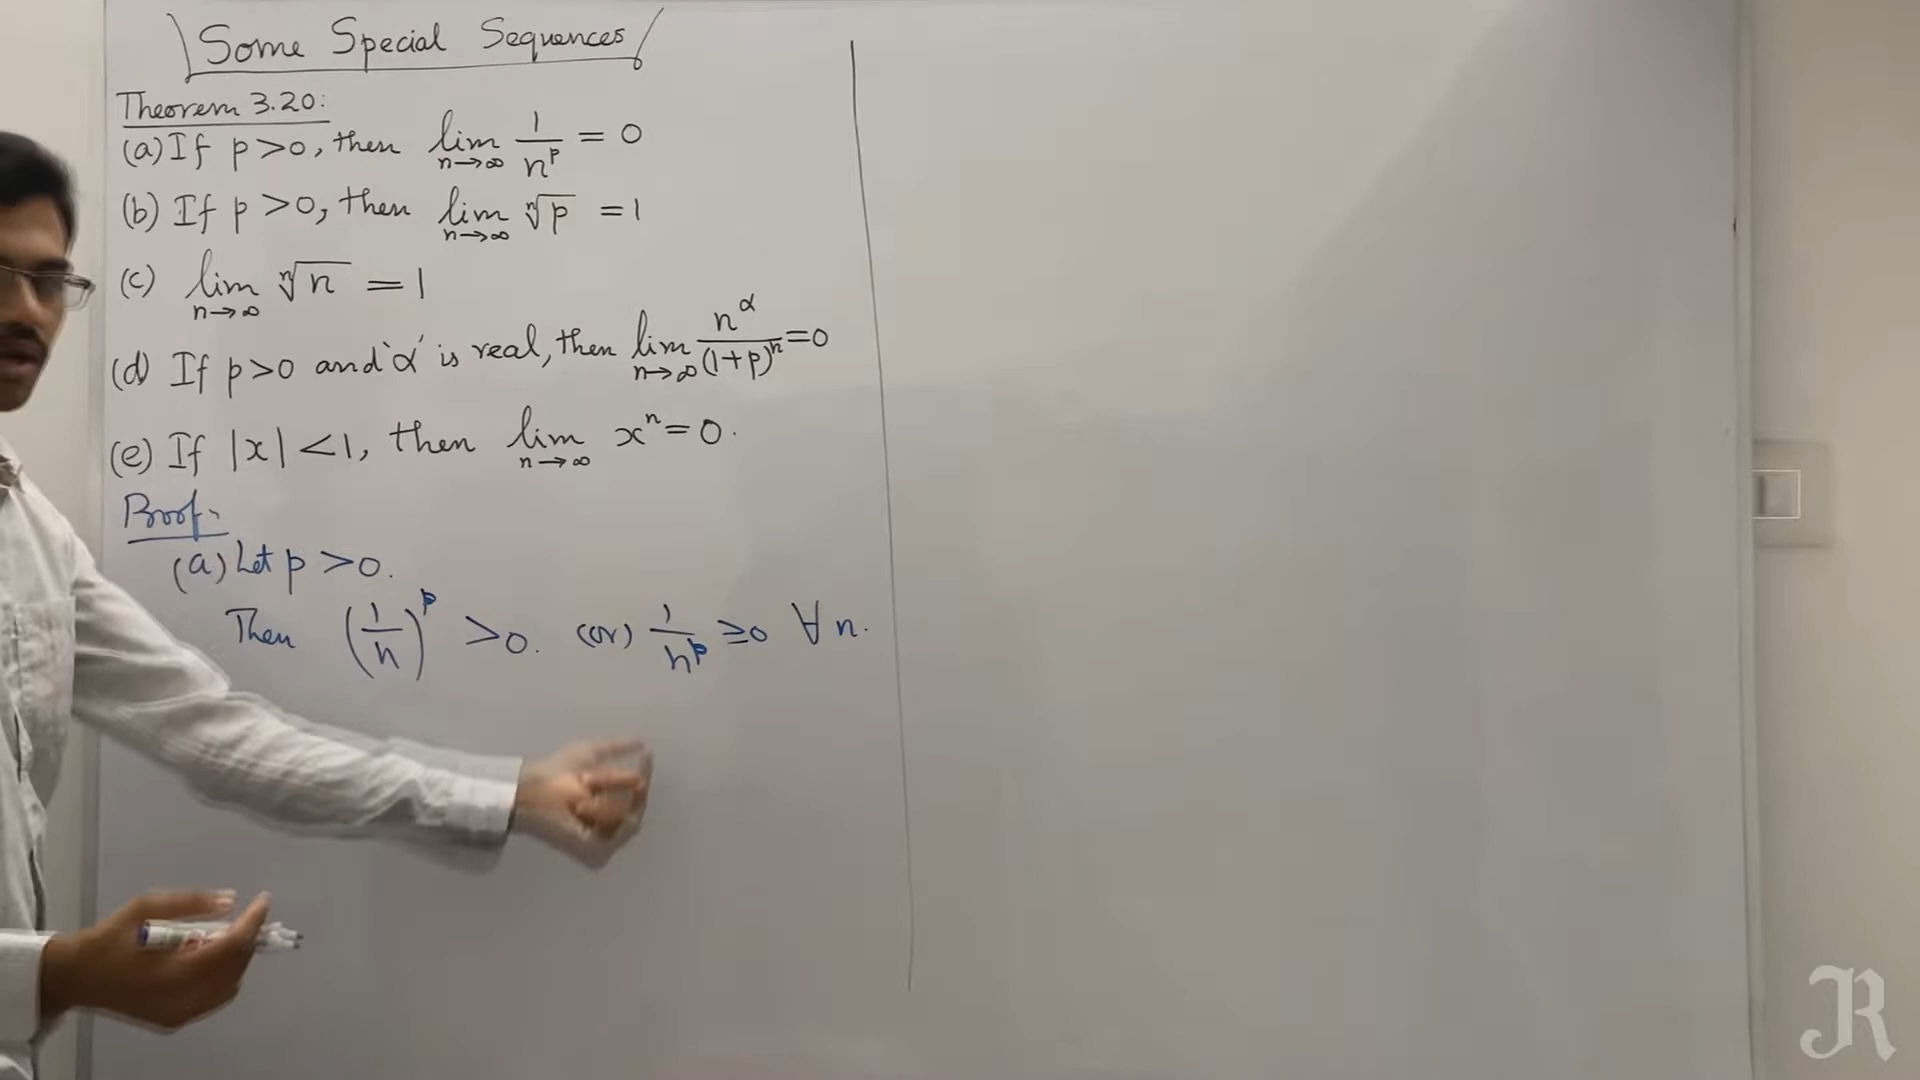 Some Special Sequences
Theorem 3.20:
(a) If p > 0, then lim n→∞ 1/n^p = 0
(b) If p > 0, then lim n→∞ ⁿ√p = 1
(c) lim n→∞ ⁿ√n = 1
(d) If p > 0 and 'α' is real, then lim n→∞ n^α/(1+p)^n = 0
(e) If |x| < 1, then lim n→∞ x^n = 0.
Proof:
(a) Let p > 0.
Then (1/n)^p > 0. (or) 1/n^p ≥ 0 ∀ n.
R